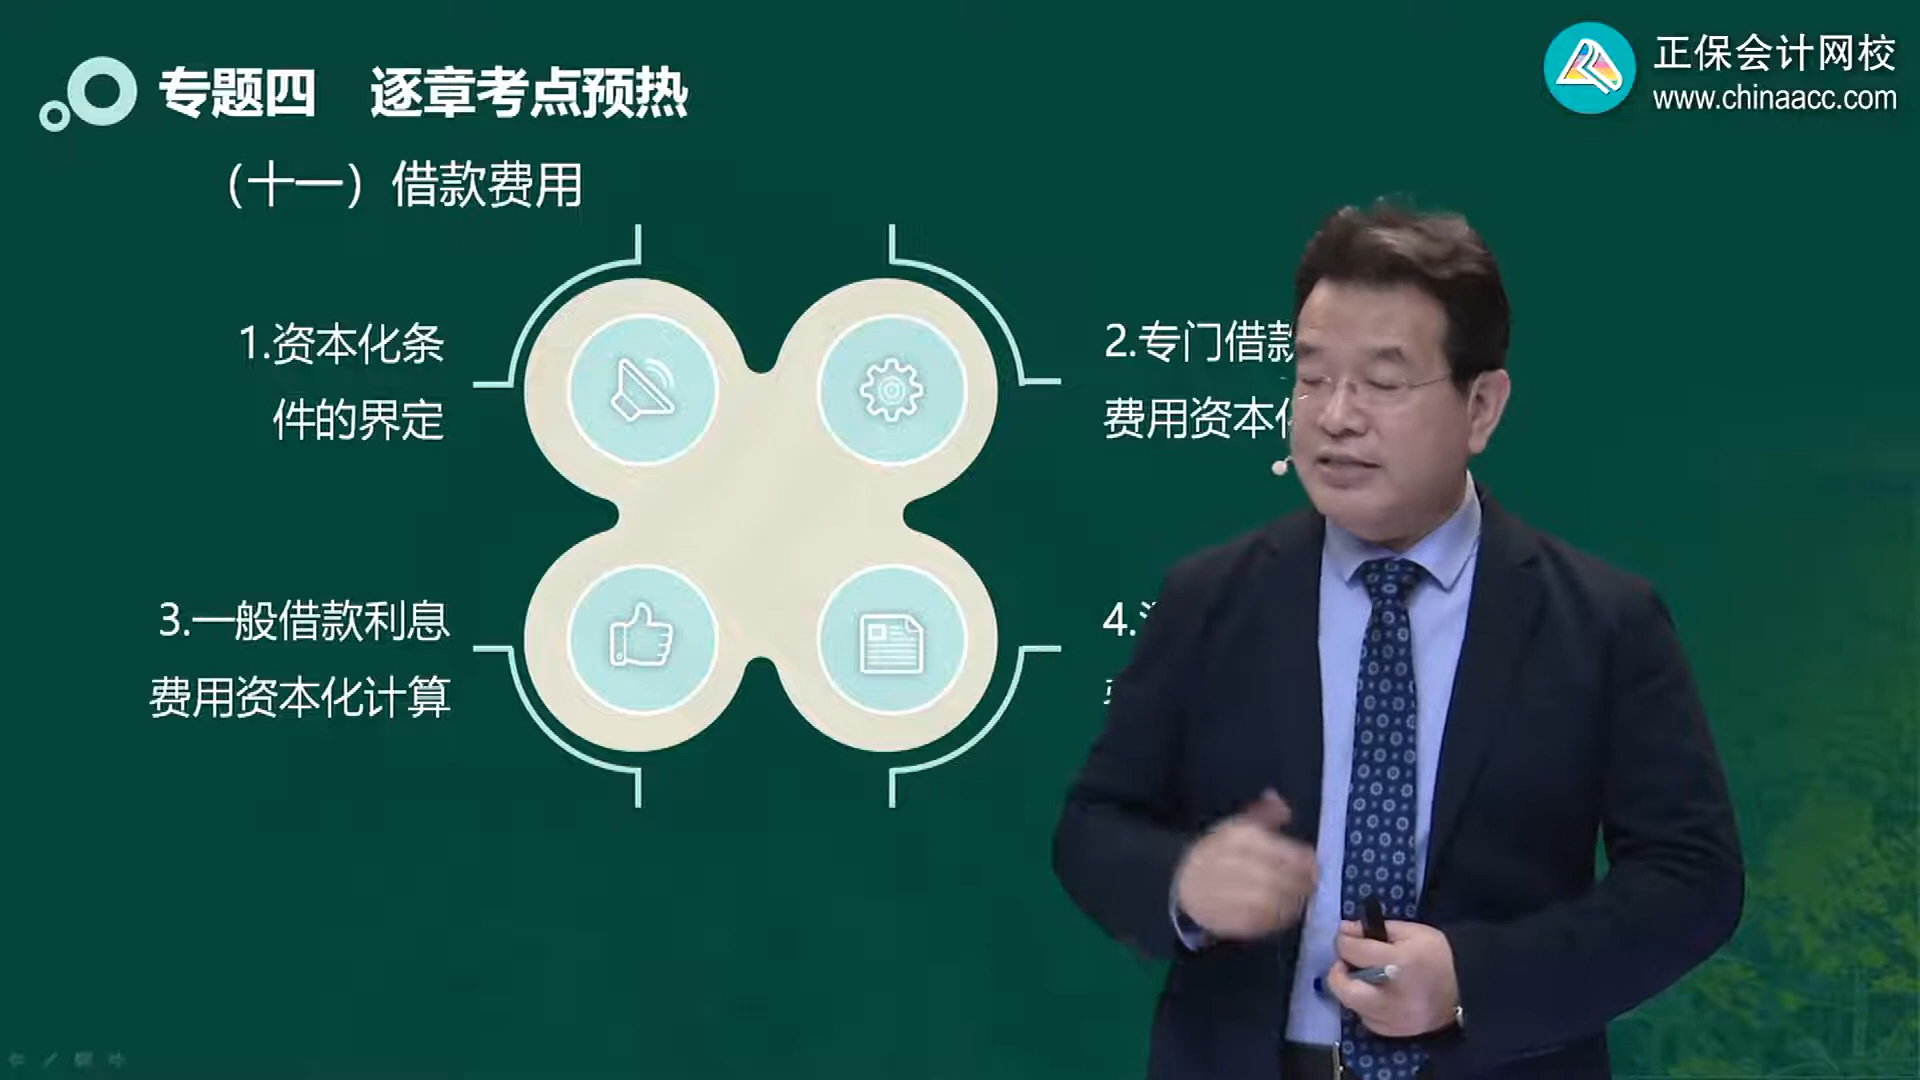 专题四 逐章考点预热
正保会计网校
www.chinaacc.com
（十一）借款费用
1.资本化条
件的界定
2.专门借款
费用资本化
3.一般借款利息
费用资本化计算
4.